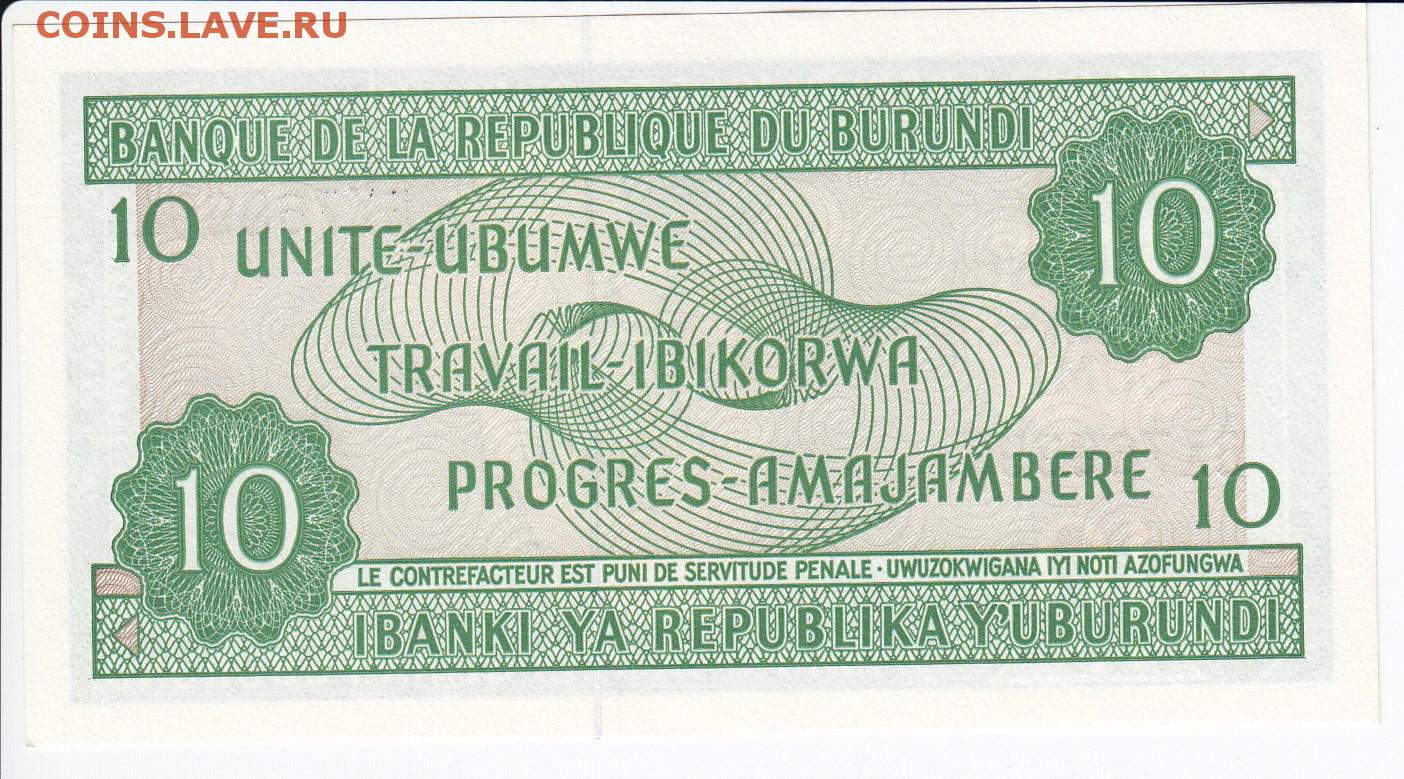 COINS.LAVE.RU
BANQUE DE LA REPUBLIQUE DU BURUNDI
10
10
UNITE-UBUMWE
TRAVAIL-IBIKORWA
PROGRES-AMAJAMBERE
10
10
LE CONTREFACTEUR EST PUNI DE SERVITUDE PENALE · UWUZOKWIGANA IYI NOTI AZOFUNGWA
IBANKI YA REPUBLIKA Y'UBURUNDI